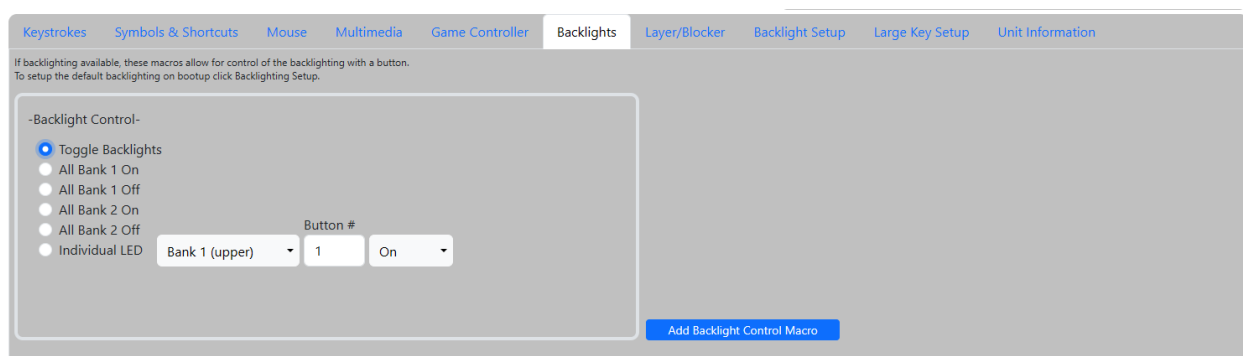 Keystrokes Symbols & Shortcuts Mouse Multimedia Game Controller Backlights Layer/Blocker Backlight Setup Large Key Setup Unit Information
If backlighting available, these macros allow for control of the backlighting with a button.
To setup the default backlighting on bootup click Backlighting Setup.
-Backlight Control-
Toggle Backlights
All Bank 1 On
All Bank 1 Off
All Bank 2 On
All Bank 2 Off
Button #
Individual LED Bank 1 (upper) 1 On
Add Backlight Control Macro